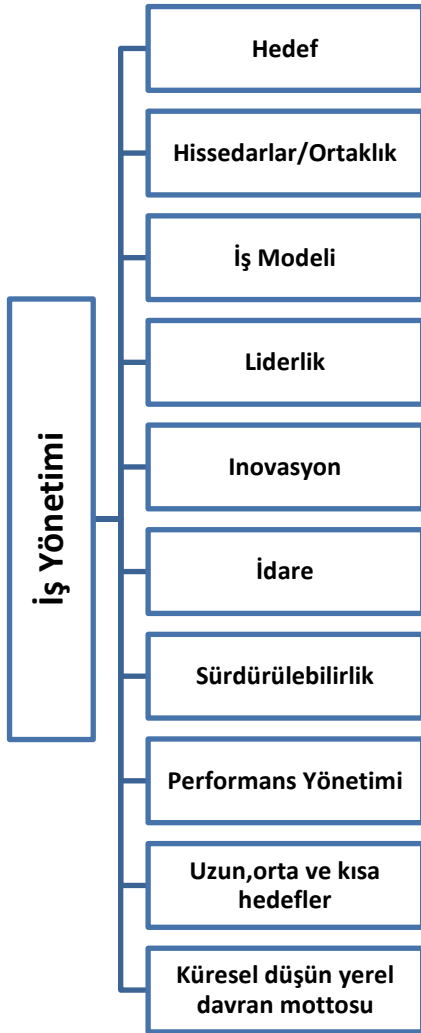 Hedef
Hissedarlar/Ortaklık
İş Modeli
Liderlik
İş Yönetimi
Inovasyon
İdare
Sürdürülebilirlik
Performans Yönetimi
Uzun,orta ve kısa
hedefler
Küresel düşün yerel
davran mottosu